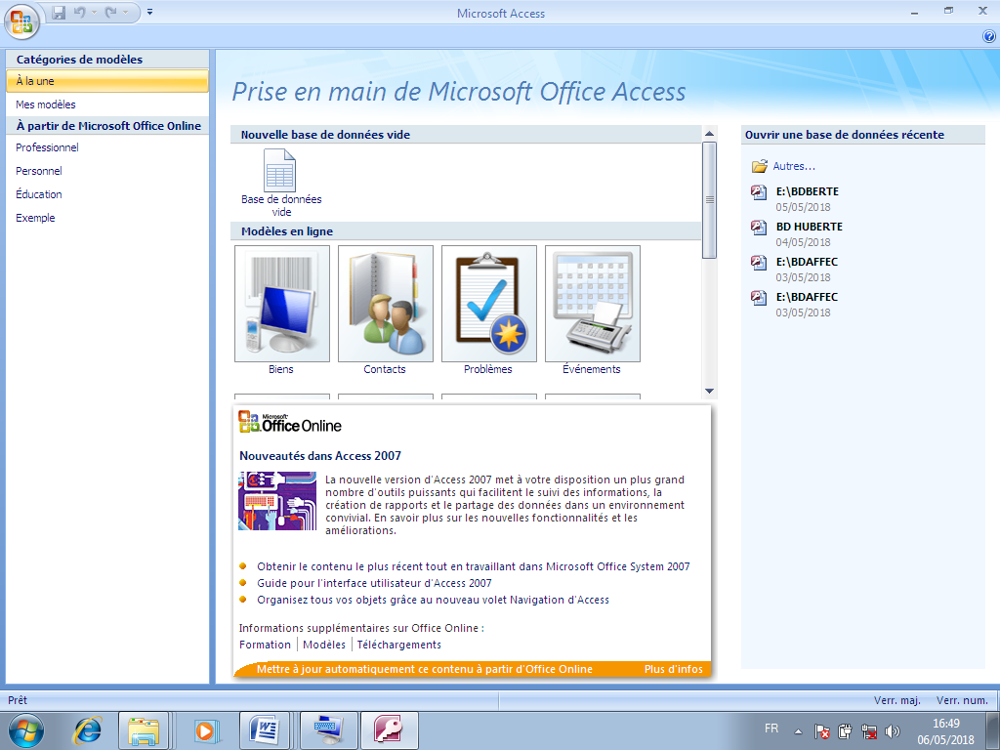 Microsoft Access
Catégories de modèles
À la une
Mes modèles
À partir de Microsoft Office Online
Professionnel
Personnel
Éducation
Exemple
Prise en main de Microsoft Office Access
Nouvelle base de données vide
Base de données
vide
Modèles en ligne
Biens
Contacts
Problèmes
Événements
Microsoft
Office Online
Nouveautés dans Access 2007
La nouvelle version d'Access 2007 met à votre disposition un plus grand
nombre d'outils puissants qui facilitent le suivi des informations, la
création de rapports et le partage des données dans un environnement
convivial. En savoir plus sur les nouvelles fonctionnalités et les
améliorations.
Obtenir le contenu le plus récent tout en travaillant dans Microsoft Office System 2007
Guide pour l'interface utilisateur d'Access 2007
Organisez tous vos objets grâce au nouveau volet Navigation d'Access
Informations supplémentaires sur Office Online :
Formation | Modèles | Téléchargements
Mettre à jour automatiquement ce contenu à partir d'Office Online Plus d'infos
Ouvrir une base de données récente
Autres...
E:\BDBERTE
05/05/2018
BD HUBERTE
04/05/2018
E:\BDAFFEC
03/05/2018
E:\BDAFFEC
03/05/2018
Prêt
Verr. maj. Verr. num.
FR
16:49
06/05/2018